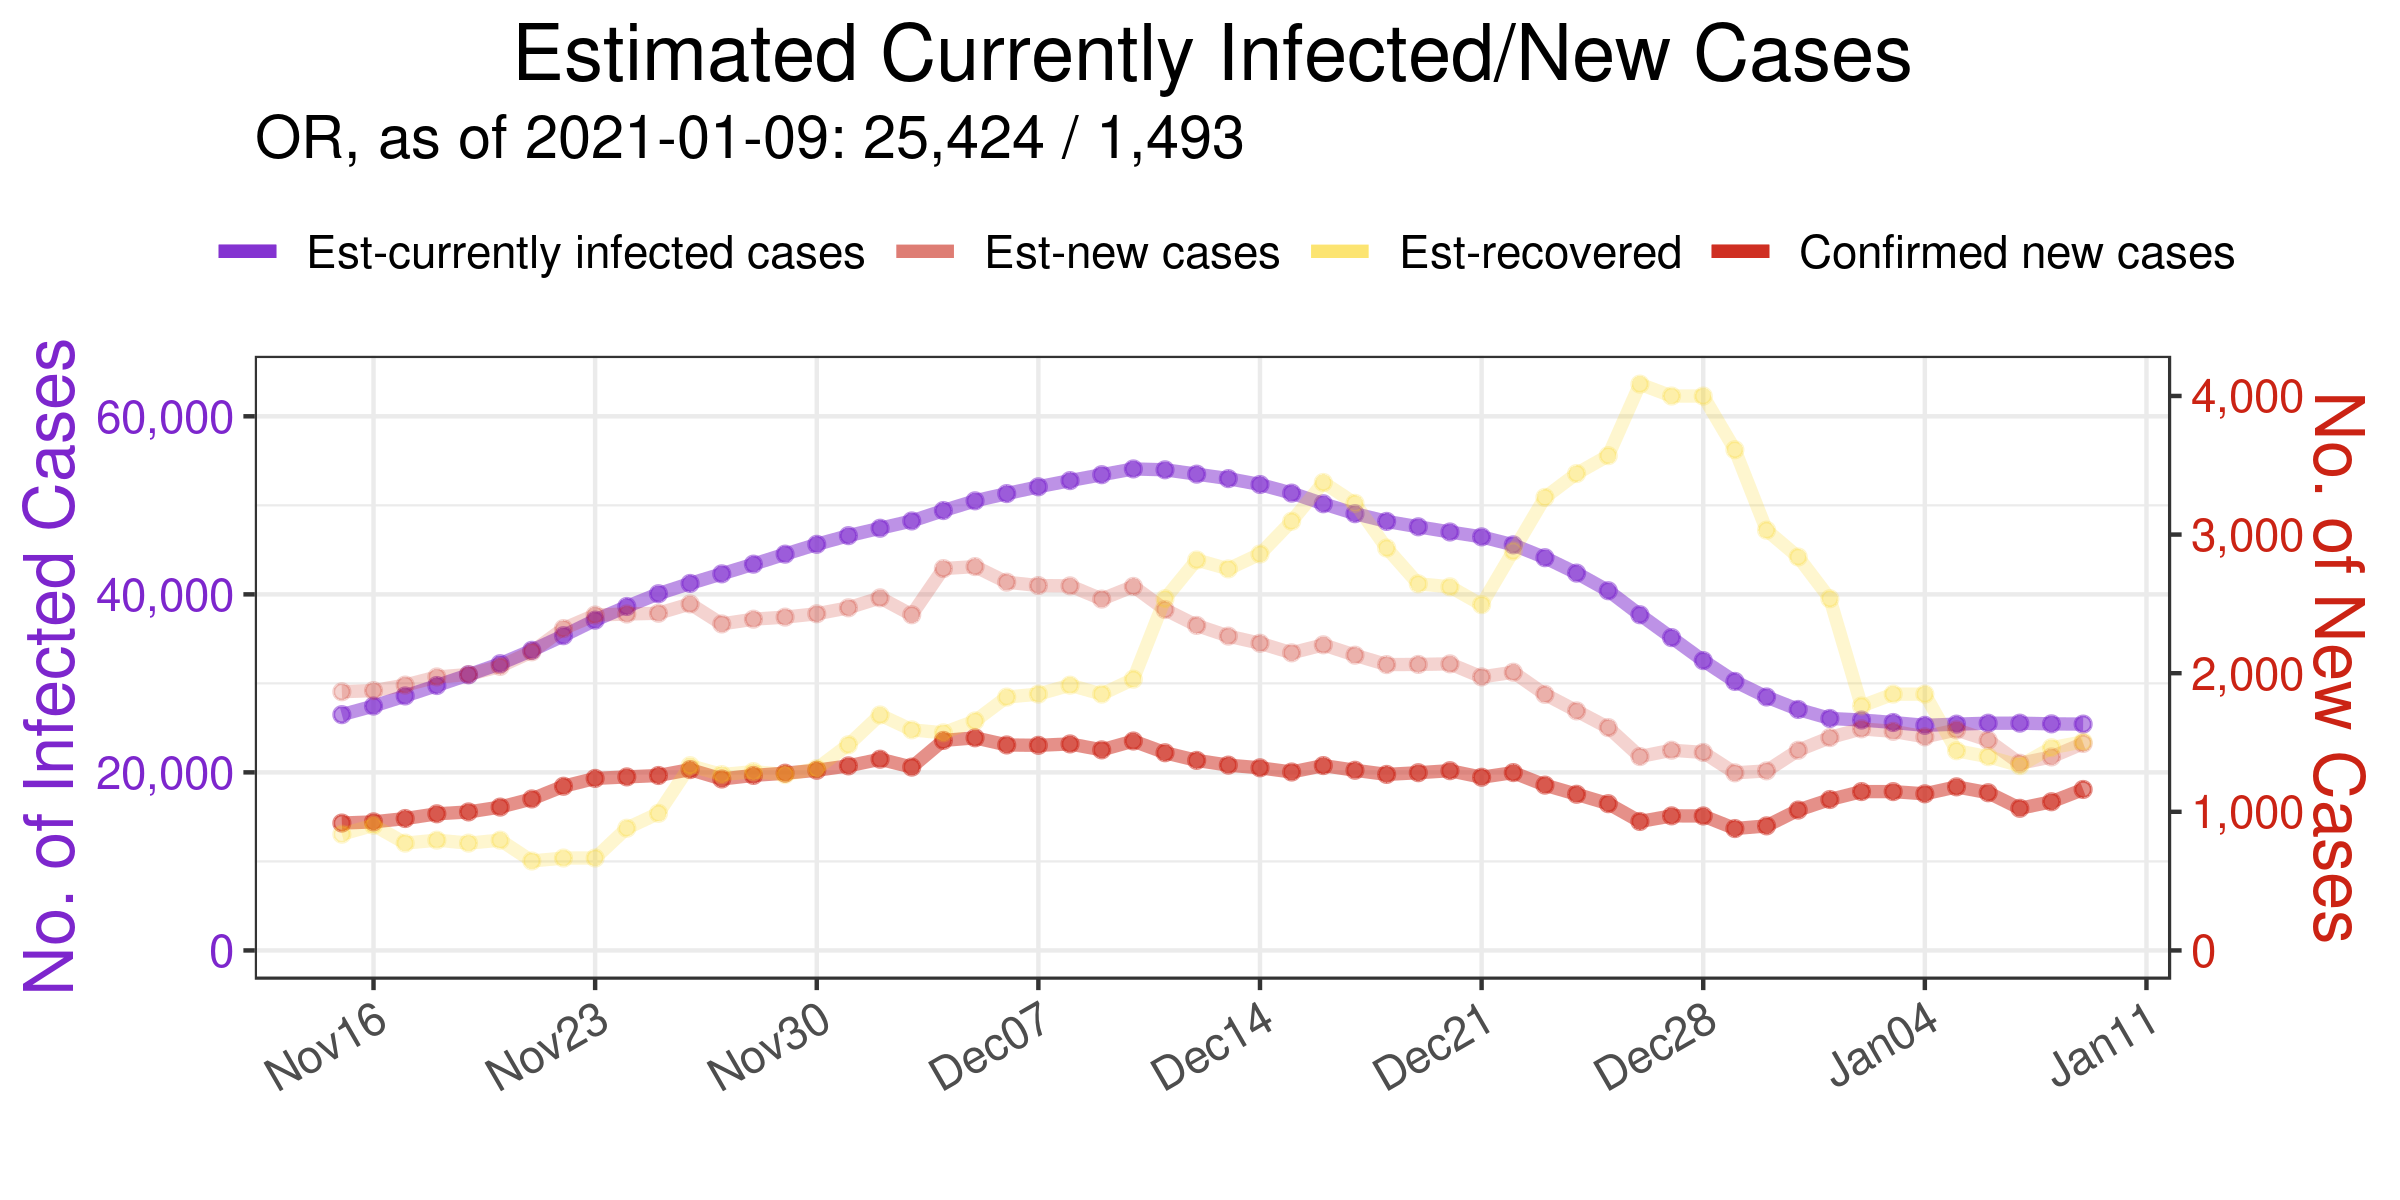 Estimated Currently Infected/New Cases
OR, as of 2021-01-09: 25,424 / 1,493
Est-currently infected cases Est-new cases Est-recovered Confirmed new cases
No. of Infected Cases
60,000
40,000
20,000
0
4,000
3,000
2,000
1,000
0
No. of New Cases
Nov16 Nov23 Nov30 Dec07 Dec14 Dec21 Dec28 Jan04 Jan11